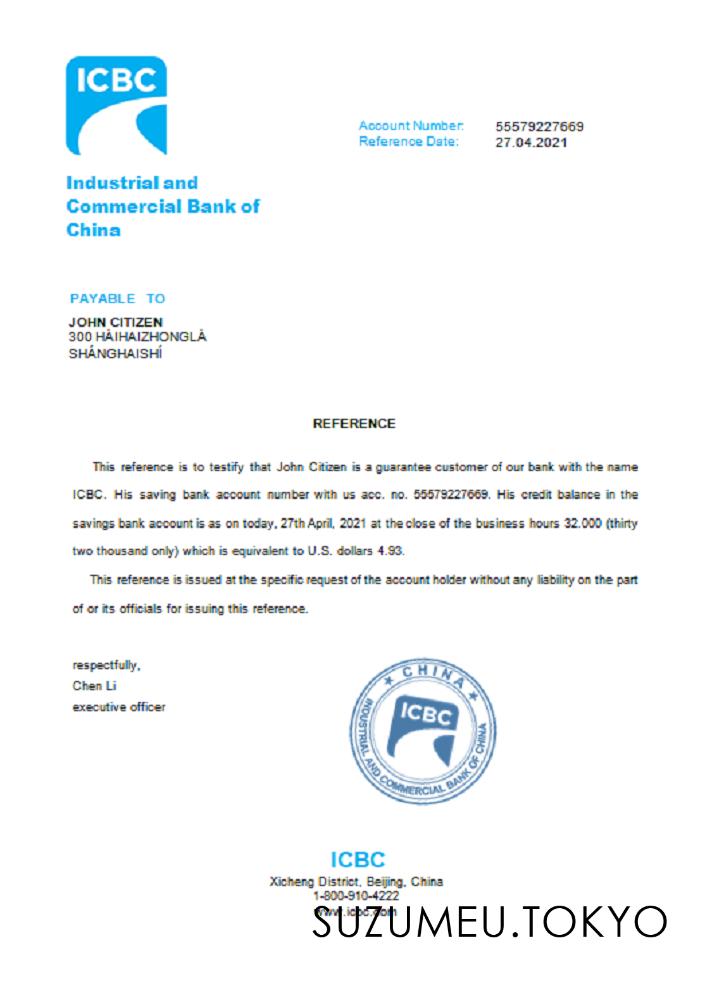 ICBC
Account Number: 55579227669
Reference Date: 27.04.2021
Industrial and
Commercial Bank of
China
PAYABLE TO
JOHN CITIZEN
300 HÀIHAIZHONGLÀ
SHÁNGHAISHÍ
REFERENCE
This reference is to testify that John Citizen is a guarantee customer of our bank with the name
ICBC. His saving bank account number with us acc. no. 55579227669. His credit balance in the
savings bank account is as on today, 27th April, 2021 at the close of the business hours 32.000 (thirty
two thousand only) which is equivalent to U.S. dollars 4.93.
This reference is issued at the specific request of the account holder without any liability on the part
of or its officials for issuing this reference.
respectfully,
Chen Li
executive officer
CHINA
ICBC
INDUSTRIAL AND COMMERCIAL BANK OF CHINA
ICBC
Xicheng District, Beijing, China
1-800-910-4222
www.icbc.com
SUZUMEU.TOKYO